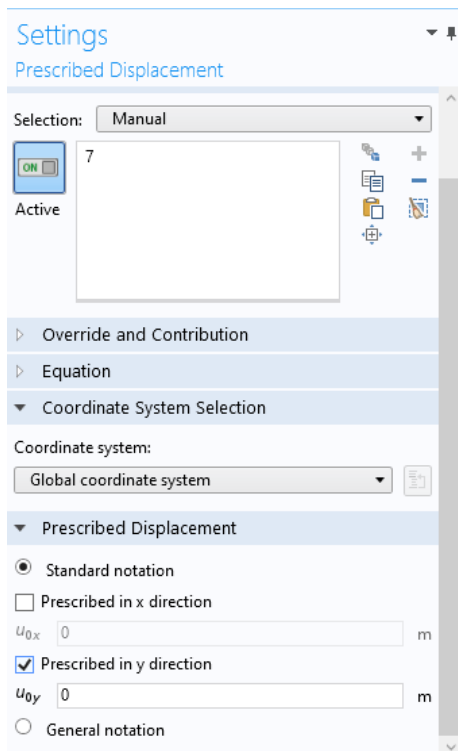 Settings
Prescribed Displacement
Selection: Manual
ON
7
Active
Override and Contribution
Equation
Coordinate System Selection
Coordinate system:
Global coordinate system
Prescribed Displacement
Standard notation
Prescribed in x direction
u0x 0 m
Prescribed in y direction
u0y 0 m
General notation